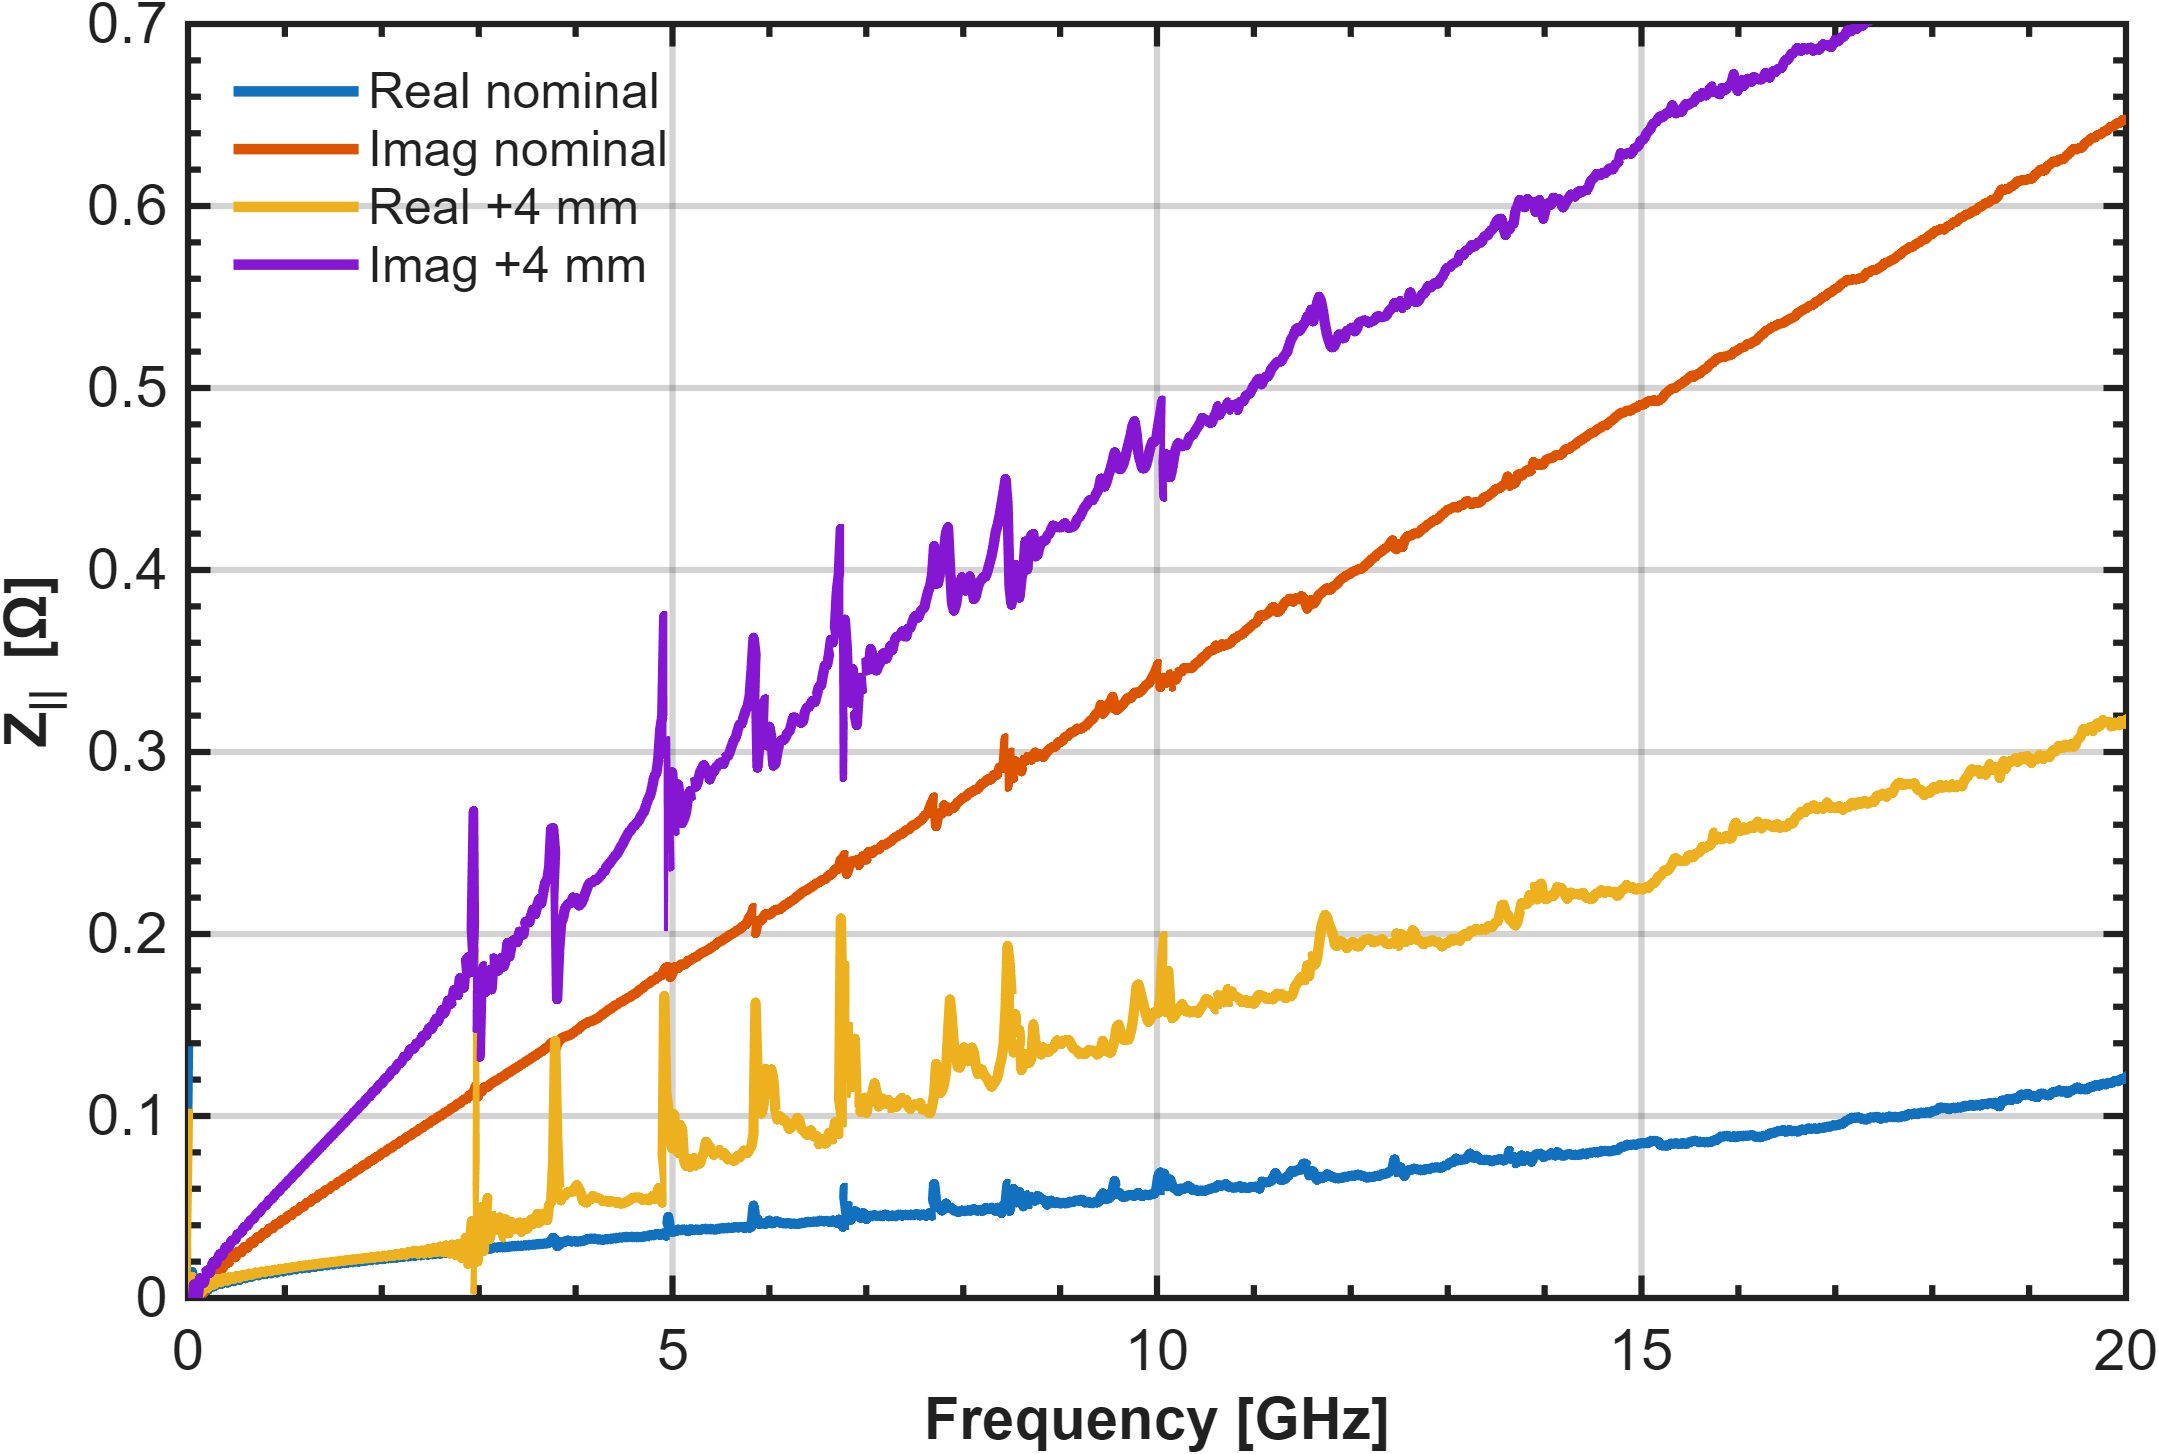 0.7
0.6
0.5
0.4
0.3
0.2
0.1
0
Z|| [Ω]
Real nominal
Imag nominal
Real +4 mm
Imag +4 mm
0 5 10 15 20
Frequency [GHz]